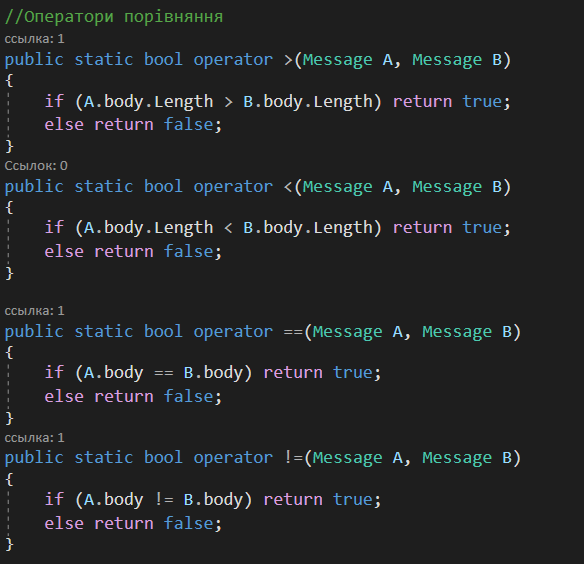 //Оператори порівняння
ссылка: 1
public static bool operator >(Message A, Message B)
{
    if (A.body.Length > B.body.Length) return true;
    else return false;
}
Ссылок: 0
public static bool operator <(Message A, Message B)
{
    if (A.body.Length < B.body.Length) return true;
    else return false;
}

ссылка: 1
public static bool operator ==(Message A, Message B)
{
    if (A.body == B.body) return true;
    else return false;
}
ссылка: 1
public static bool operator !=(Message A, Message B)
{
    if (A.body != B.body) return true;
    else return false;
}